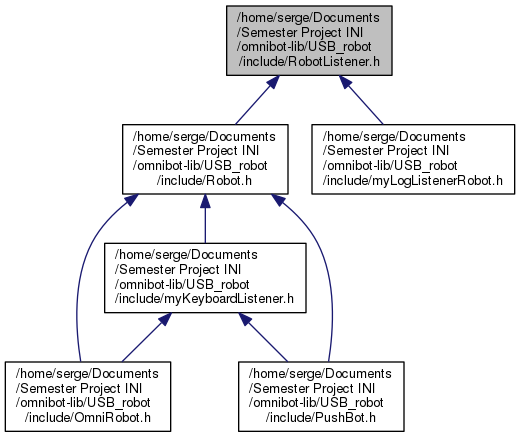 /home/serge/Documents
/Semester Project INI
/omnibot-lib/USB_robot
/include/RobotListener.h
/home/serge/Documents
/Semester Project INI
/omnibot-lib/USB_robot
/include/Robot.h
/home/serge/Documents
/Semester Project INI
/omnibot-lib/USB_robot
/include/myLogListenerRobot.h
/home/serge/Documents
/Semester Project INI
/omnibot-lib/USB_robot
/include/myKeyboardListener.h
/home/serge/Documents
/Semester Project INI
/omnibot-lib/USB_robot
/include/OmniRobot.h
/home/serge/Documents
/Semester Project INI
/omnibot-lib/USB_robot
/include/PushBot.h